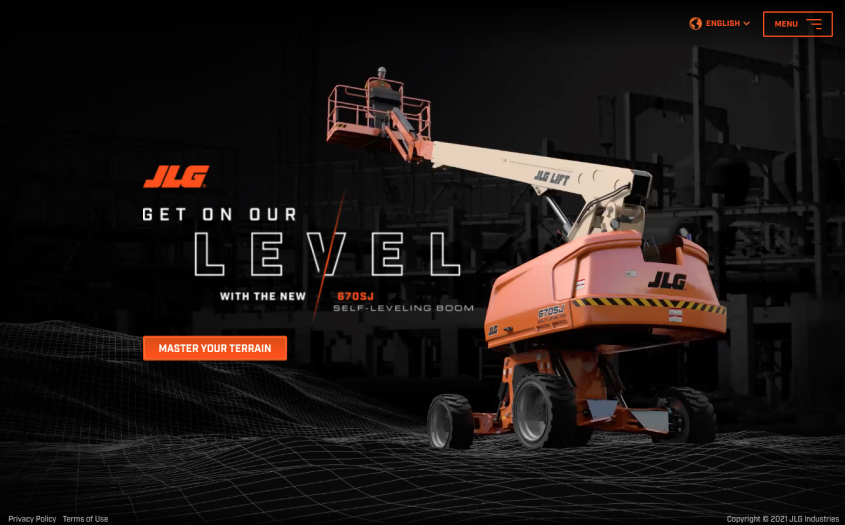 ENGLISH
MENU
JLG
GET ON OUR
LEVEL
WITH THE NEW 670SJ
SELF-LEVELING BOOM
MASTER YOUR TERRAIN
JLG LIFT
JLG
670SJ
JLG
Privacy Policy Terms of Use
Copyright © 2021 JLG Industries